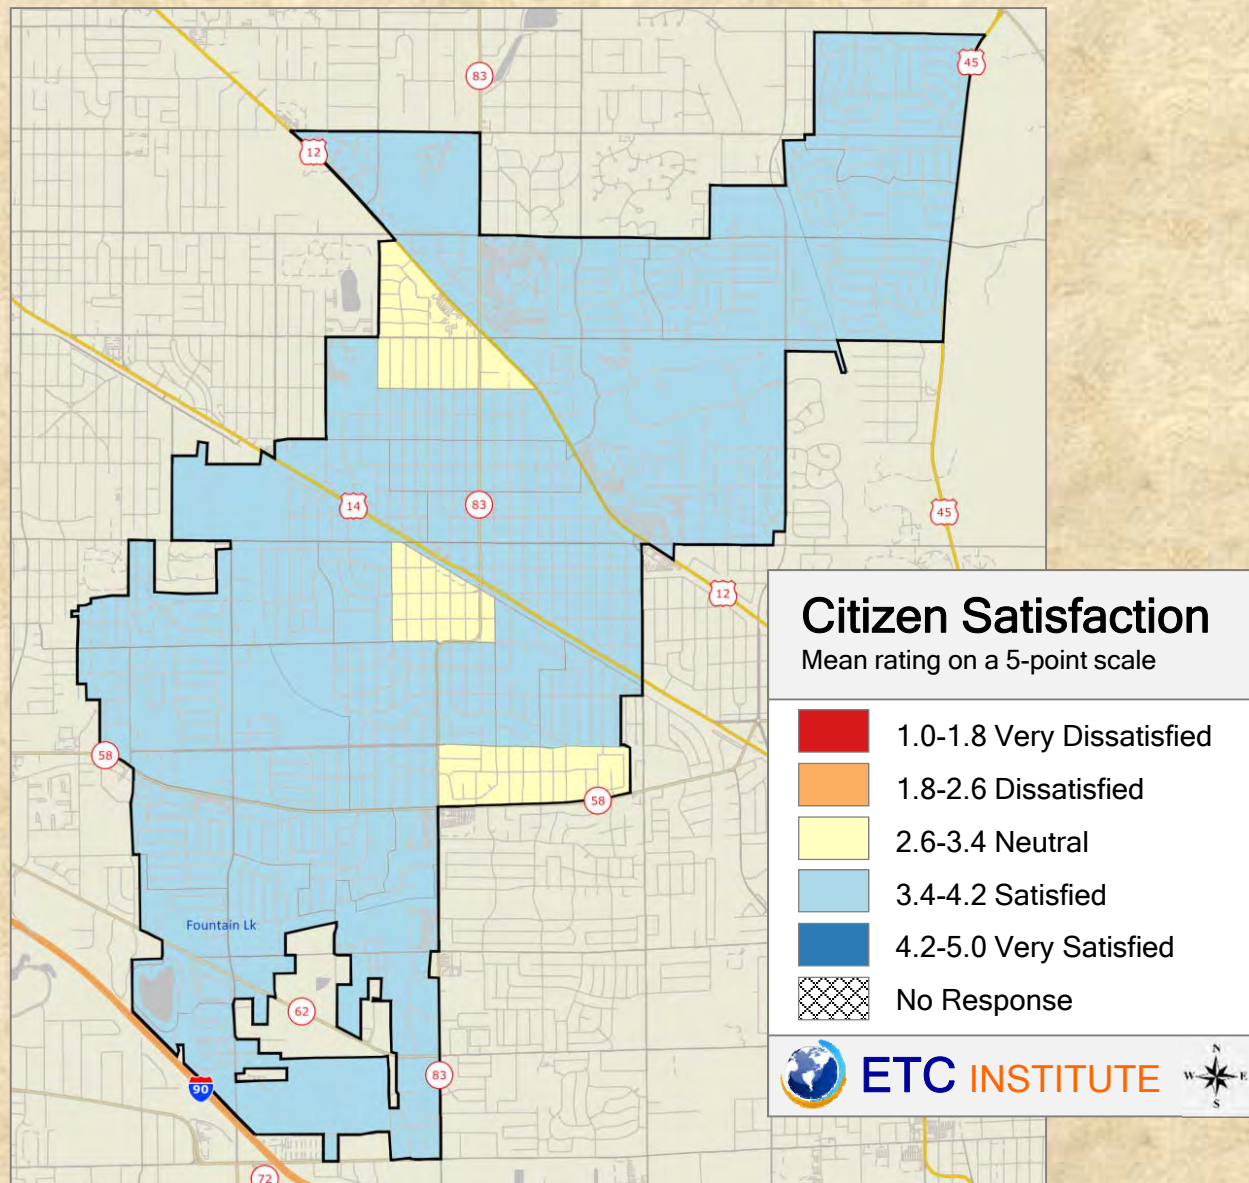 45
83
12
14
83
45
12
58
58
Fountain Lk
62
83
90
72
Citizen Satisfaction
Mean rating on a 5-point scale
1.0-1.8 Very Dissatisfied
1.8-2.6 Dissatisfied
2.6-3.4 Neutral
3.4-4.2 Satisfied
4.2-5.0 Very Satisfied
No Response
ETC INSTITUTE
N
W E
S